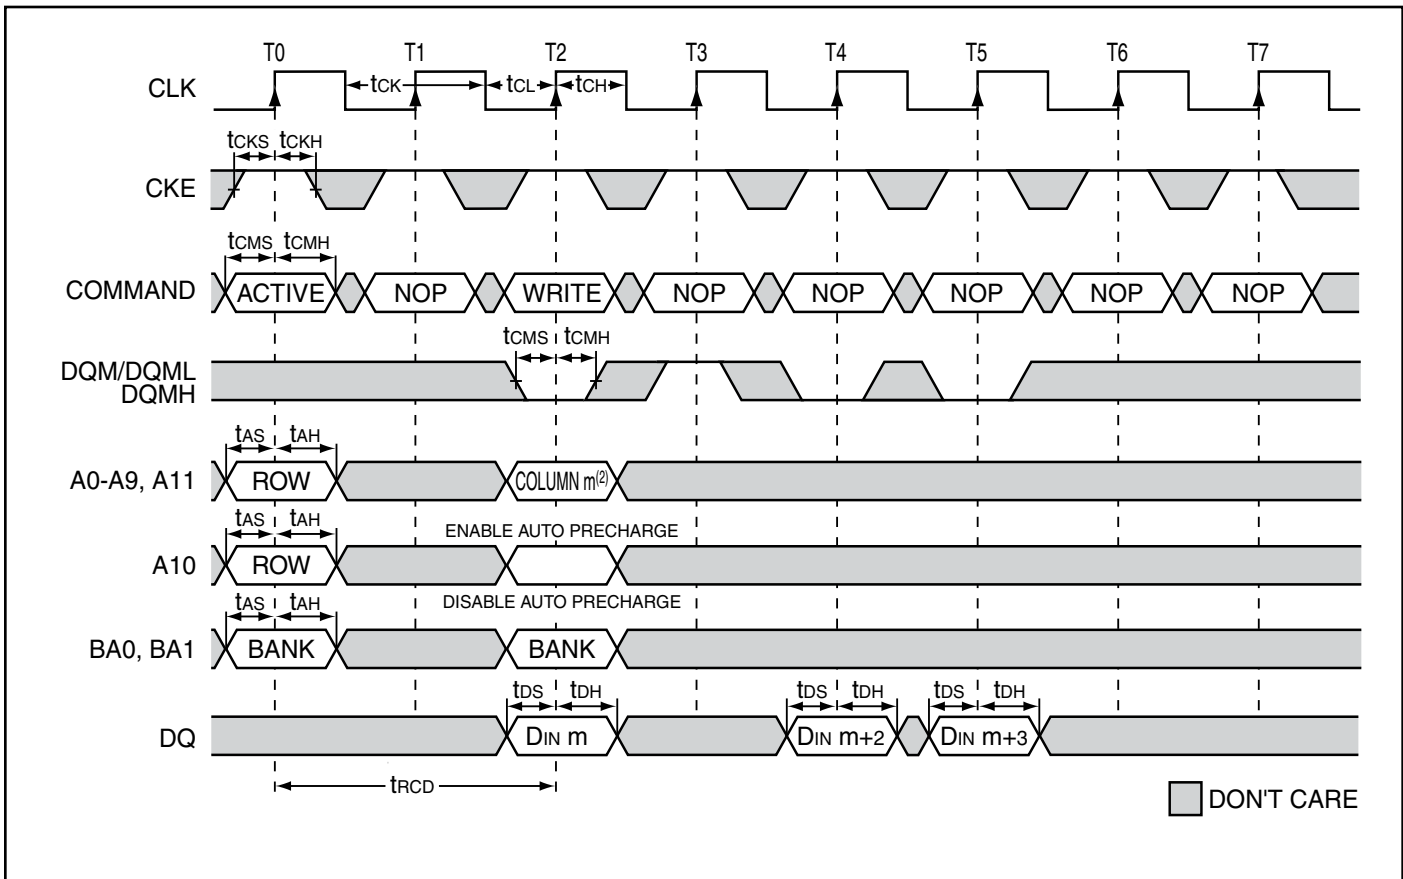 T0 T1 T2 T3 T4 T5 T6 T7
CLK tCK tCL tCH
tCKS tCKH
CKE
tCMS tCMH
COMMAND ACTIVE NOP WRITE NOP NOP NOP NOP NOP
tCMS tCMH
DQM/DQML
DQMH
tAS tAH
A0-A9, A11 ROW COLUMN m(2)
tAS tAH ENABLE AUTO PRECHARGE
A10 ROW
tAS tAH DISABLE AUTO PRECHARGE
BA0, BA1 BANK BANK
tDS tDH tDS tDH tDS tDH
DQ DIN m DIN m+2 DIN m+3
tRCD
DON'T CARE